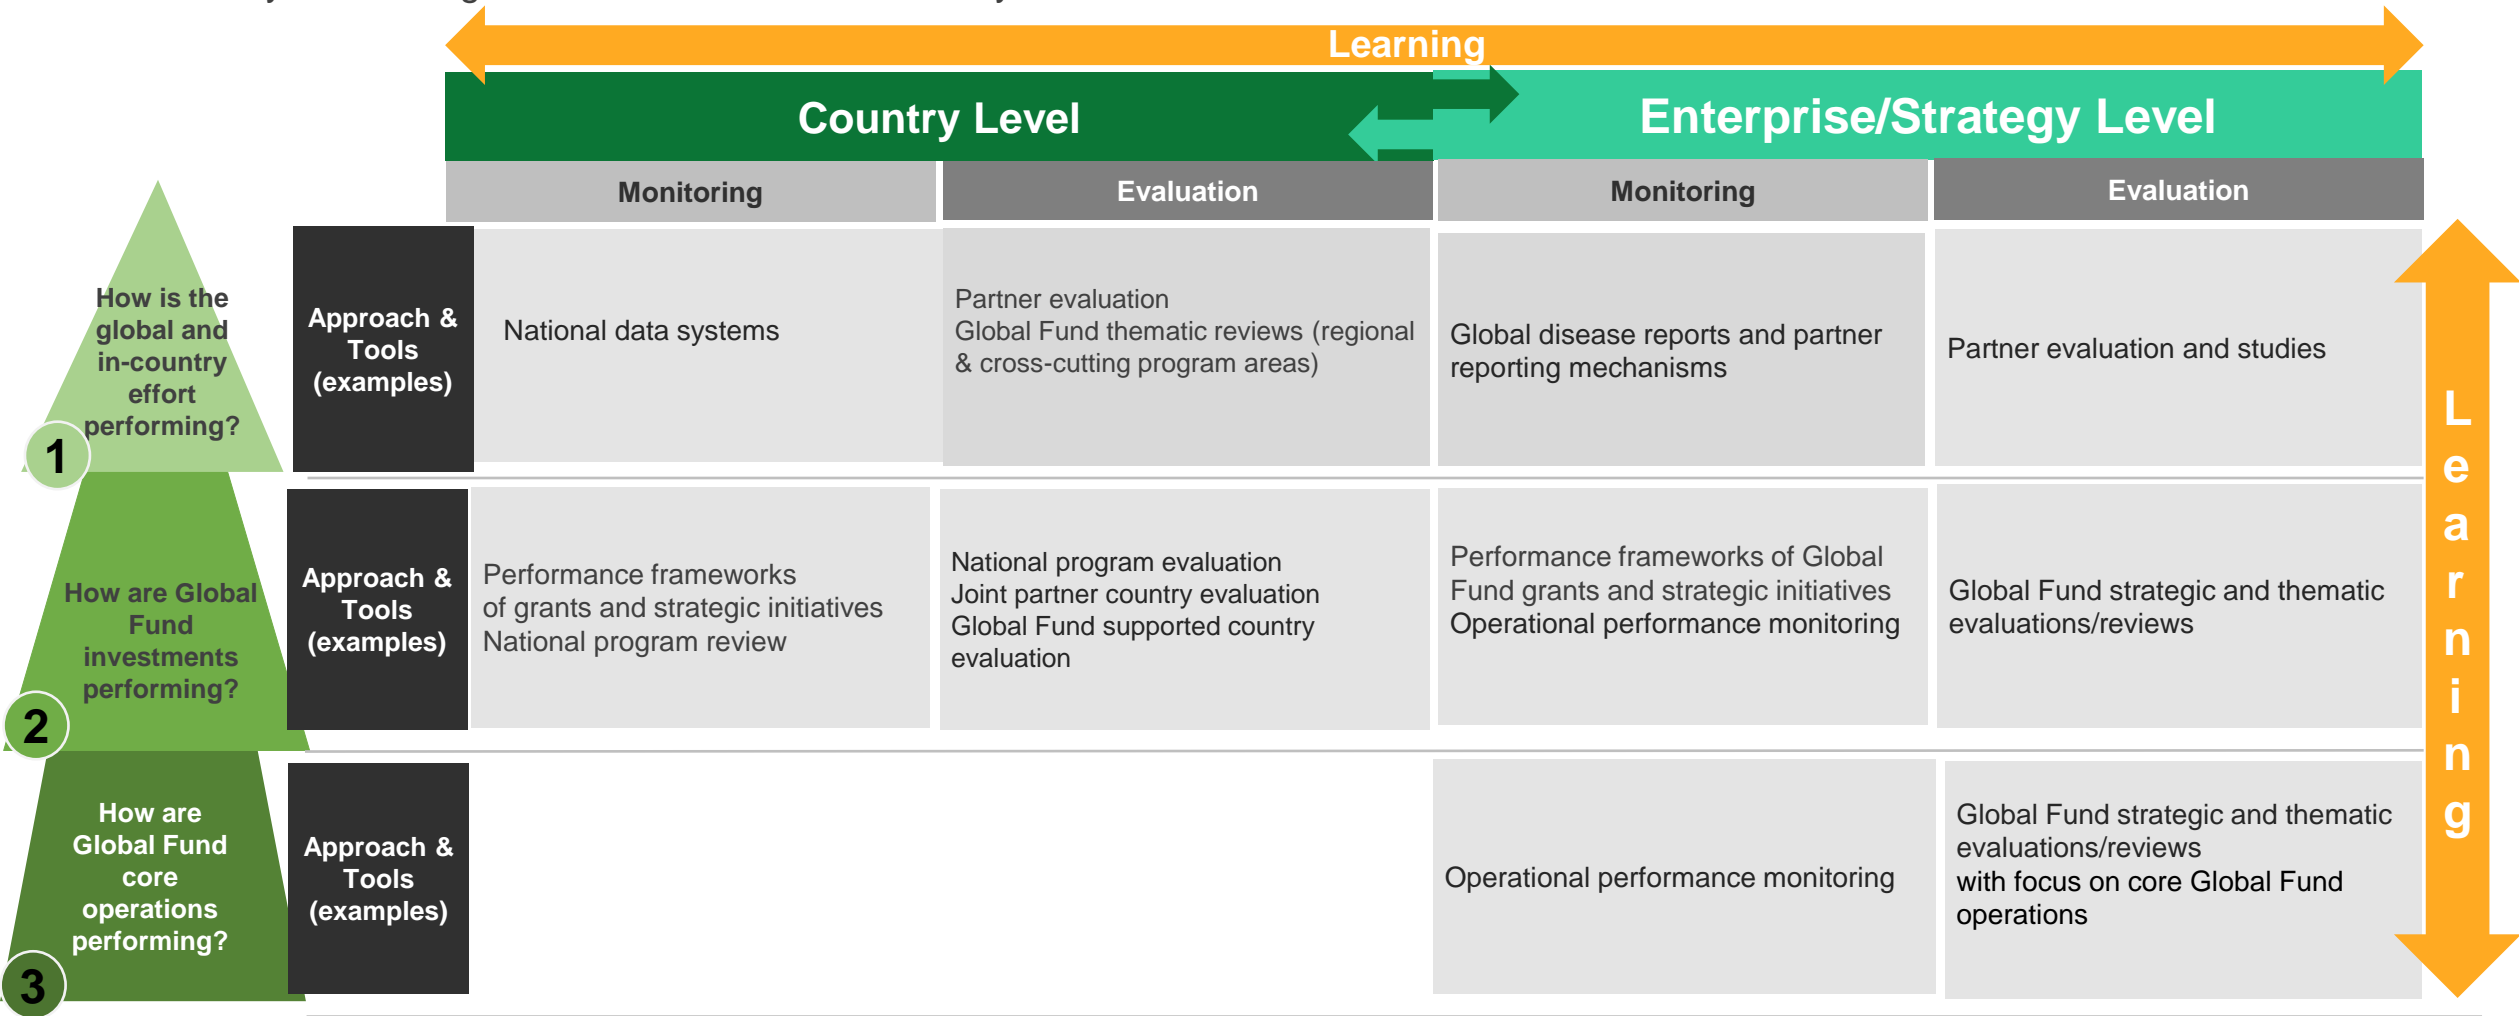 Learning
Country Level
Enterprise/Strategy Level
Monitoring
Evaluation
Monitoring
Evaluation
How is the
global and
in-country
effort
performing?
1
Approach &
Tools
(examples)
National data systems
Partner evaluation
Global Fund thematic reviews (regional
& cross-cutting program areas)
Global disease reports and partner
reporting mechanisms
Partner evaluation and studies
Learning
How are Global
Fund
investments
performing?
2
Approach &
Tools
(examples)
Performance frameworks
of grants and strategic initiatives
National program review
National program evaluation
Joint partner country evaluation
Global Fund supported country
evaluation
Performance frameworks of Global
Fund grants and strategic initiatives
Operational performance monitoring
Global Fund strategic and thematic
evaluations/reviews
How are
Global Fund
core
operations
performing?
3
Approach &
Tools
(examples)
Operational performance monitoring
Global Fund strategic and thematic
evaluations/reviews
with focus on core Global Fund
operations